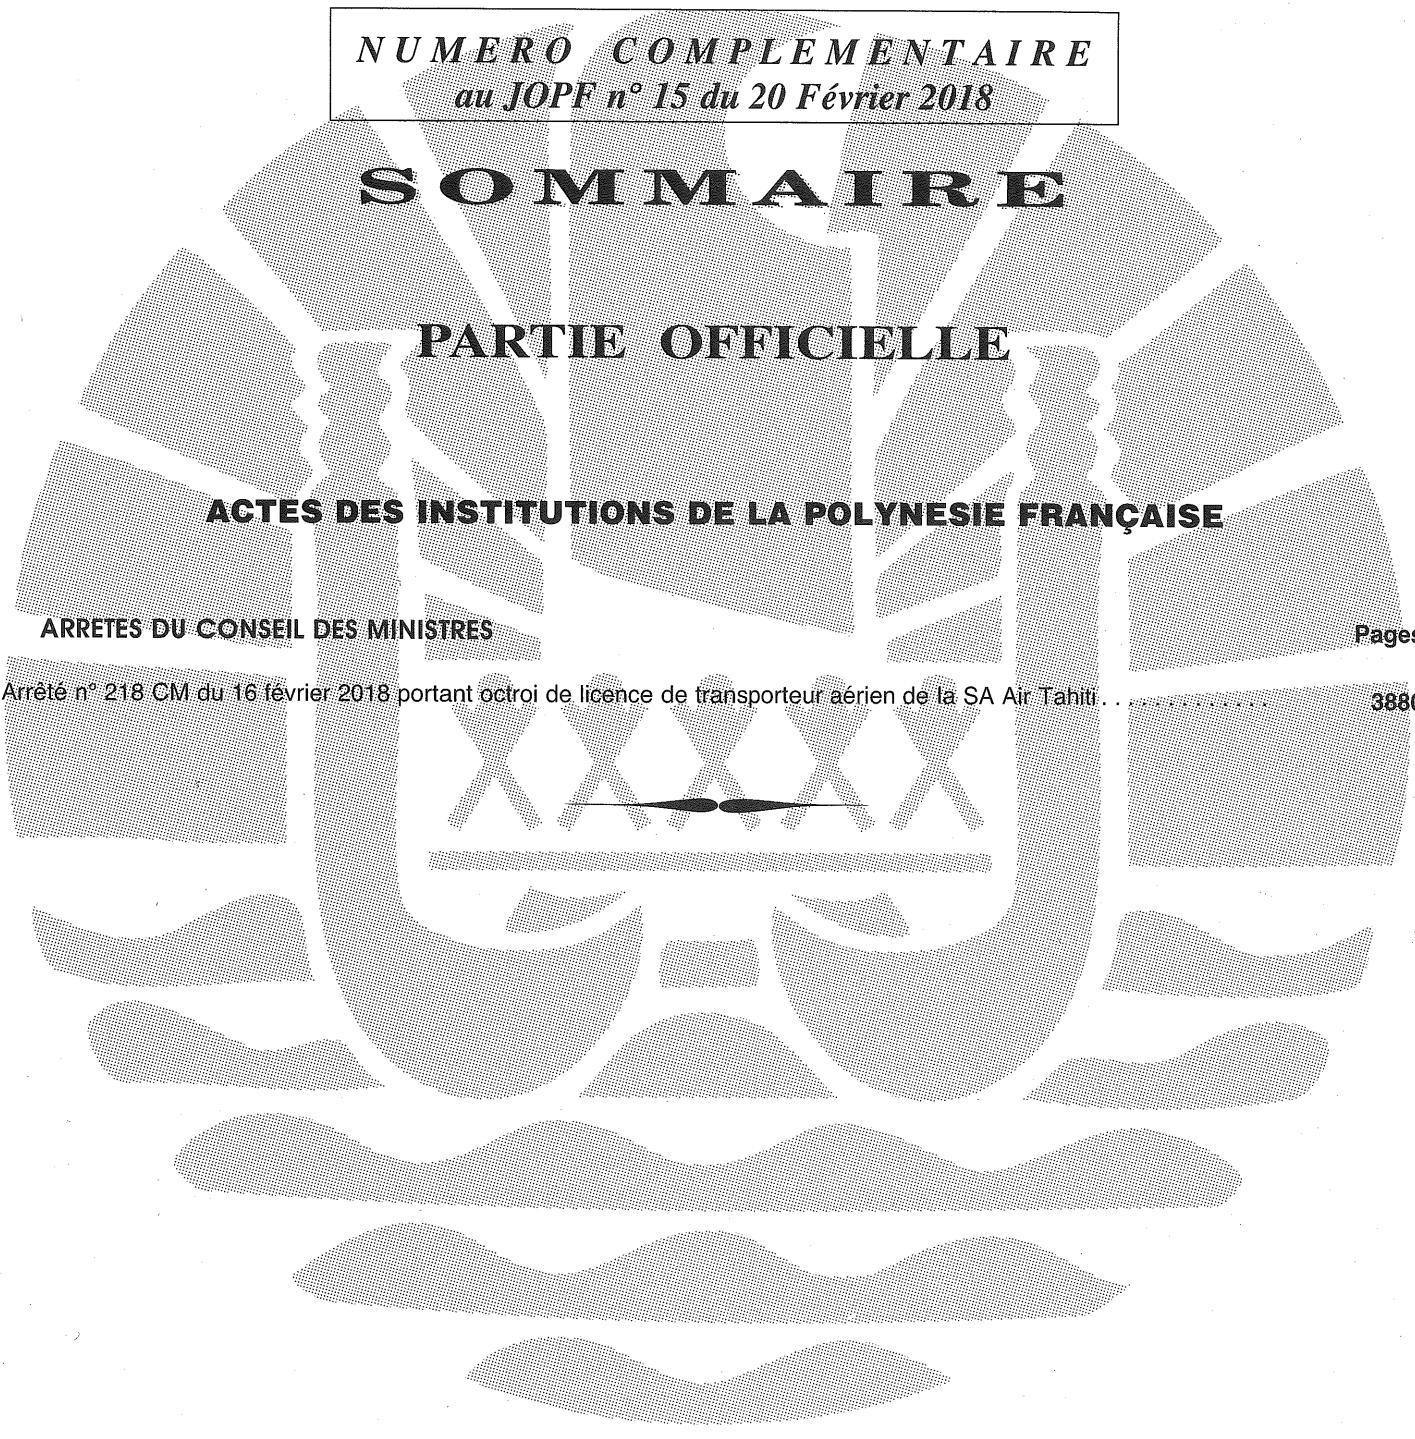 NUMERO COMPLEMENTAIRE
au JOPF n° 15 du 20 Février 2018
SOMMAIRE
PARTIE OFFICIELLE
ACTES DES INSTITUTIONS DE LA POLYNESIE FRANÇAISE
ARRETES DU CONSEIL DES MINISTRES
Pages
Arrêté n° 218 CM du 16 février 2018 portant octroi de licence de transporteur aérien de la SA Air Tahiti . . . . . . . . . . . . . 3880